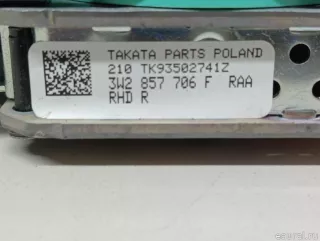 TAKATA PARTS POLAND
210 TK93502741Z
3W2 857 706 F RAA
RHD R